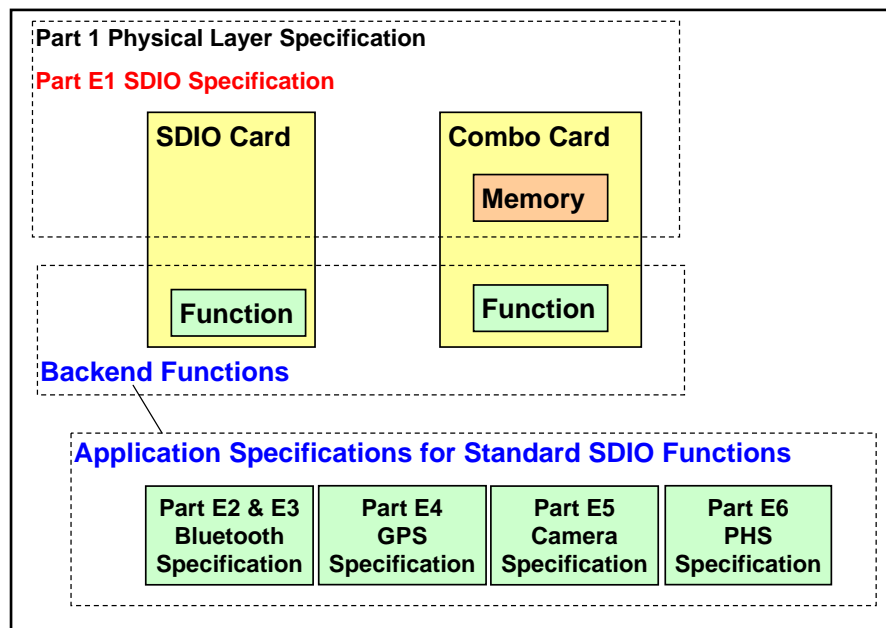 Part 1 Physical Layer Specification
Part E1 SDIO Specification
SDIO Card
Combo Card
Memory
Function
Function
Backend Functions
Application Specifications for Standard SDIO Functions
Part E2 & E3
Bluetooth
Specification
Part E4
GPS
Specification
Part E5
Camera
Specification
Part E6
PHS
Specification